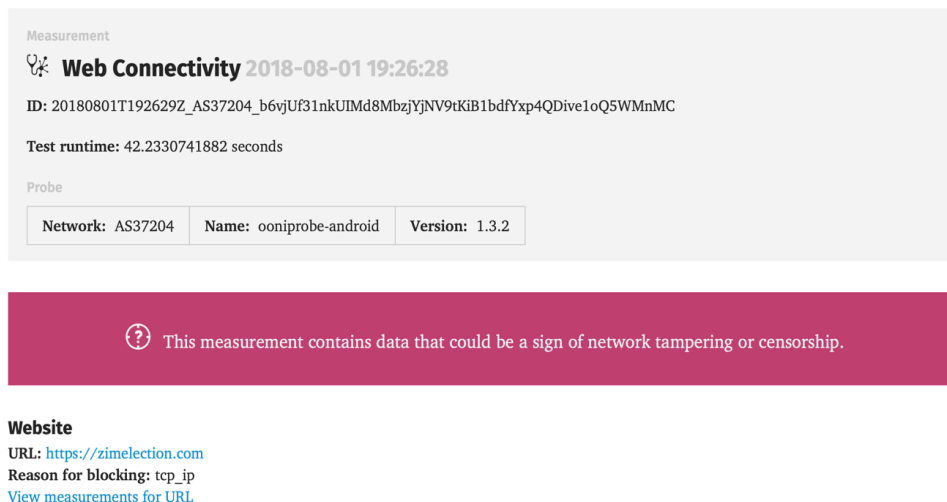 Measurement
Web Connectivity 2018-08-01 19:26:28
ID: 20180801T192629Z_AS37204_b6vjUf31nkUIMd8MbzjYjNV9tKiB1bdfYxp4QDive1oQ5WMnMC
Test runtime: 42.2330741882 seconds
Probe
Network: AS37204 Name: ooniprobe-android Version: 1.3.2
This measurement contains data that could be a sign of network tampering or censorship.
Website
URL: https://zimelection.com
Reason for blocking: tcp_ip
View measurements for URL